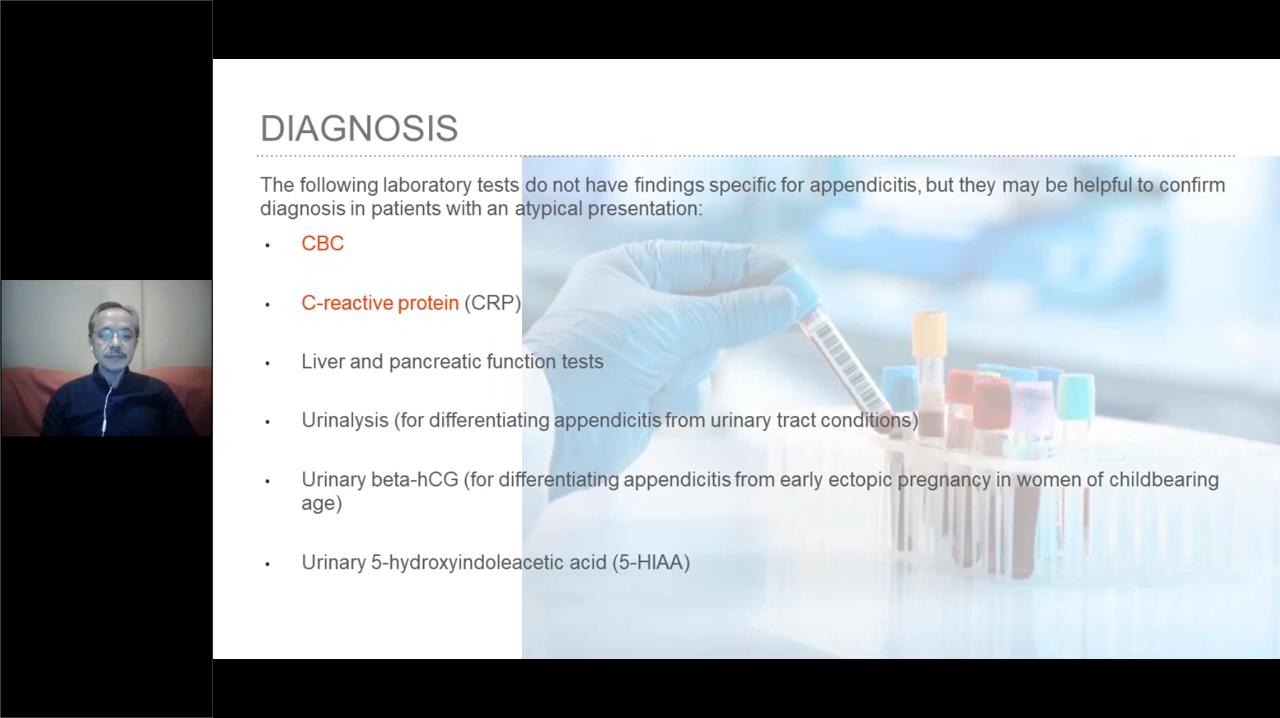 DIAGNOSIS
The following laboratory tests do not have findings specific for appendicitis, but they may be helpful to confirm
diagnosis in patients with an atypical presentation:
• CBC
• C-reactive protein (CRP)
• Liver and pancreatic function tests
• Urinalysis (for differentiating appendicitis from urinary tract conditions)
• Urinary beta-hCG (for differentiating appendicitis from early ectopic pregnancy in women of childbearing
age)
• Urinary 5-hydroxyindoleacetic acid (5-HIAA)